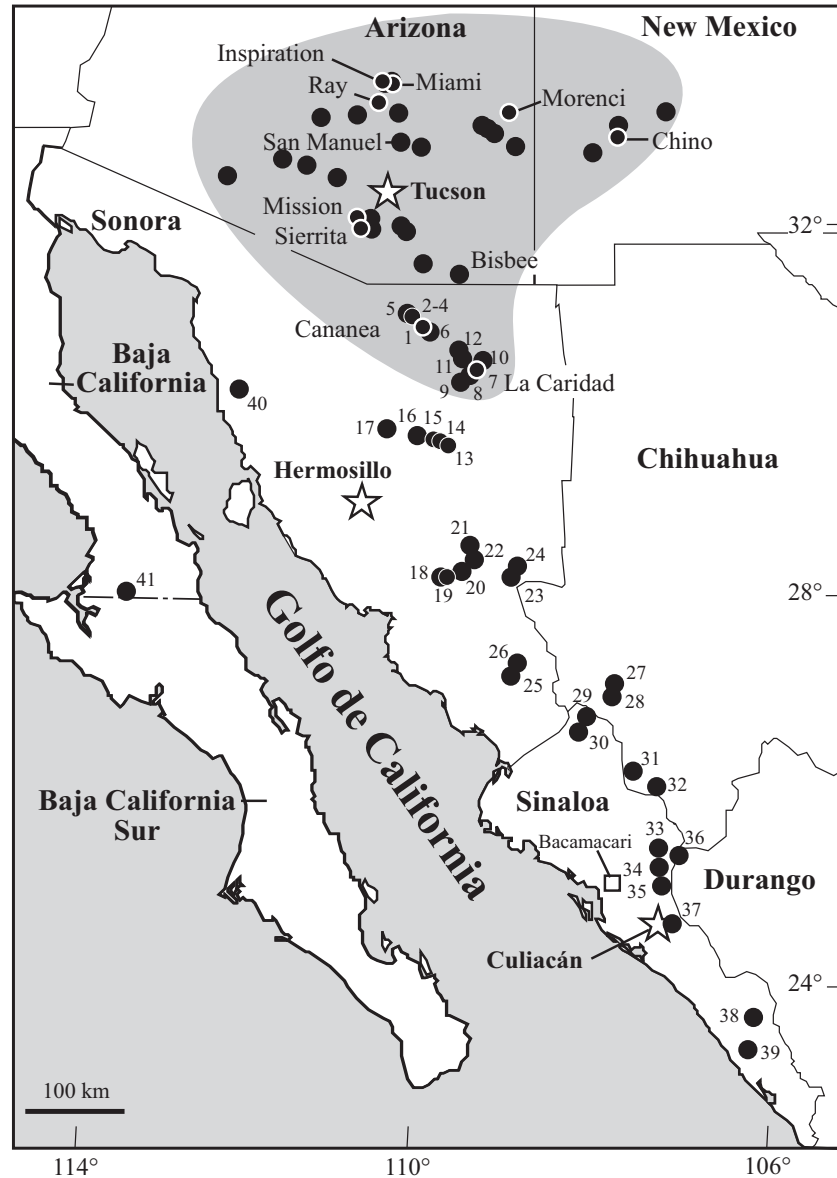 Arizona
New Mexico
Inspiration
Miami
Ray
Morenci
San Manuel
Chino
Tucson
Mission
Sonora
Sierrita
32°
Bisbee
5
2-4
Cananea
1
6
12
10
11
Baja
California
La Caridad
9
8
7
40
17
16
15
14
13
Chihuahua
Hermosillo
21
22
24
18
19
20
23
28°
41
Golfo de California
26
25
27
28
29
30
31
32
Baja California
Sur
Sinaloa
33
36
Bacamacari
34
35
Durango
37
Culiacán
24°
38
39
100 km
114°
110°
106°